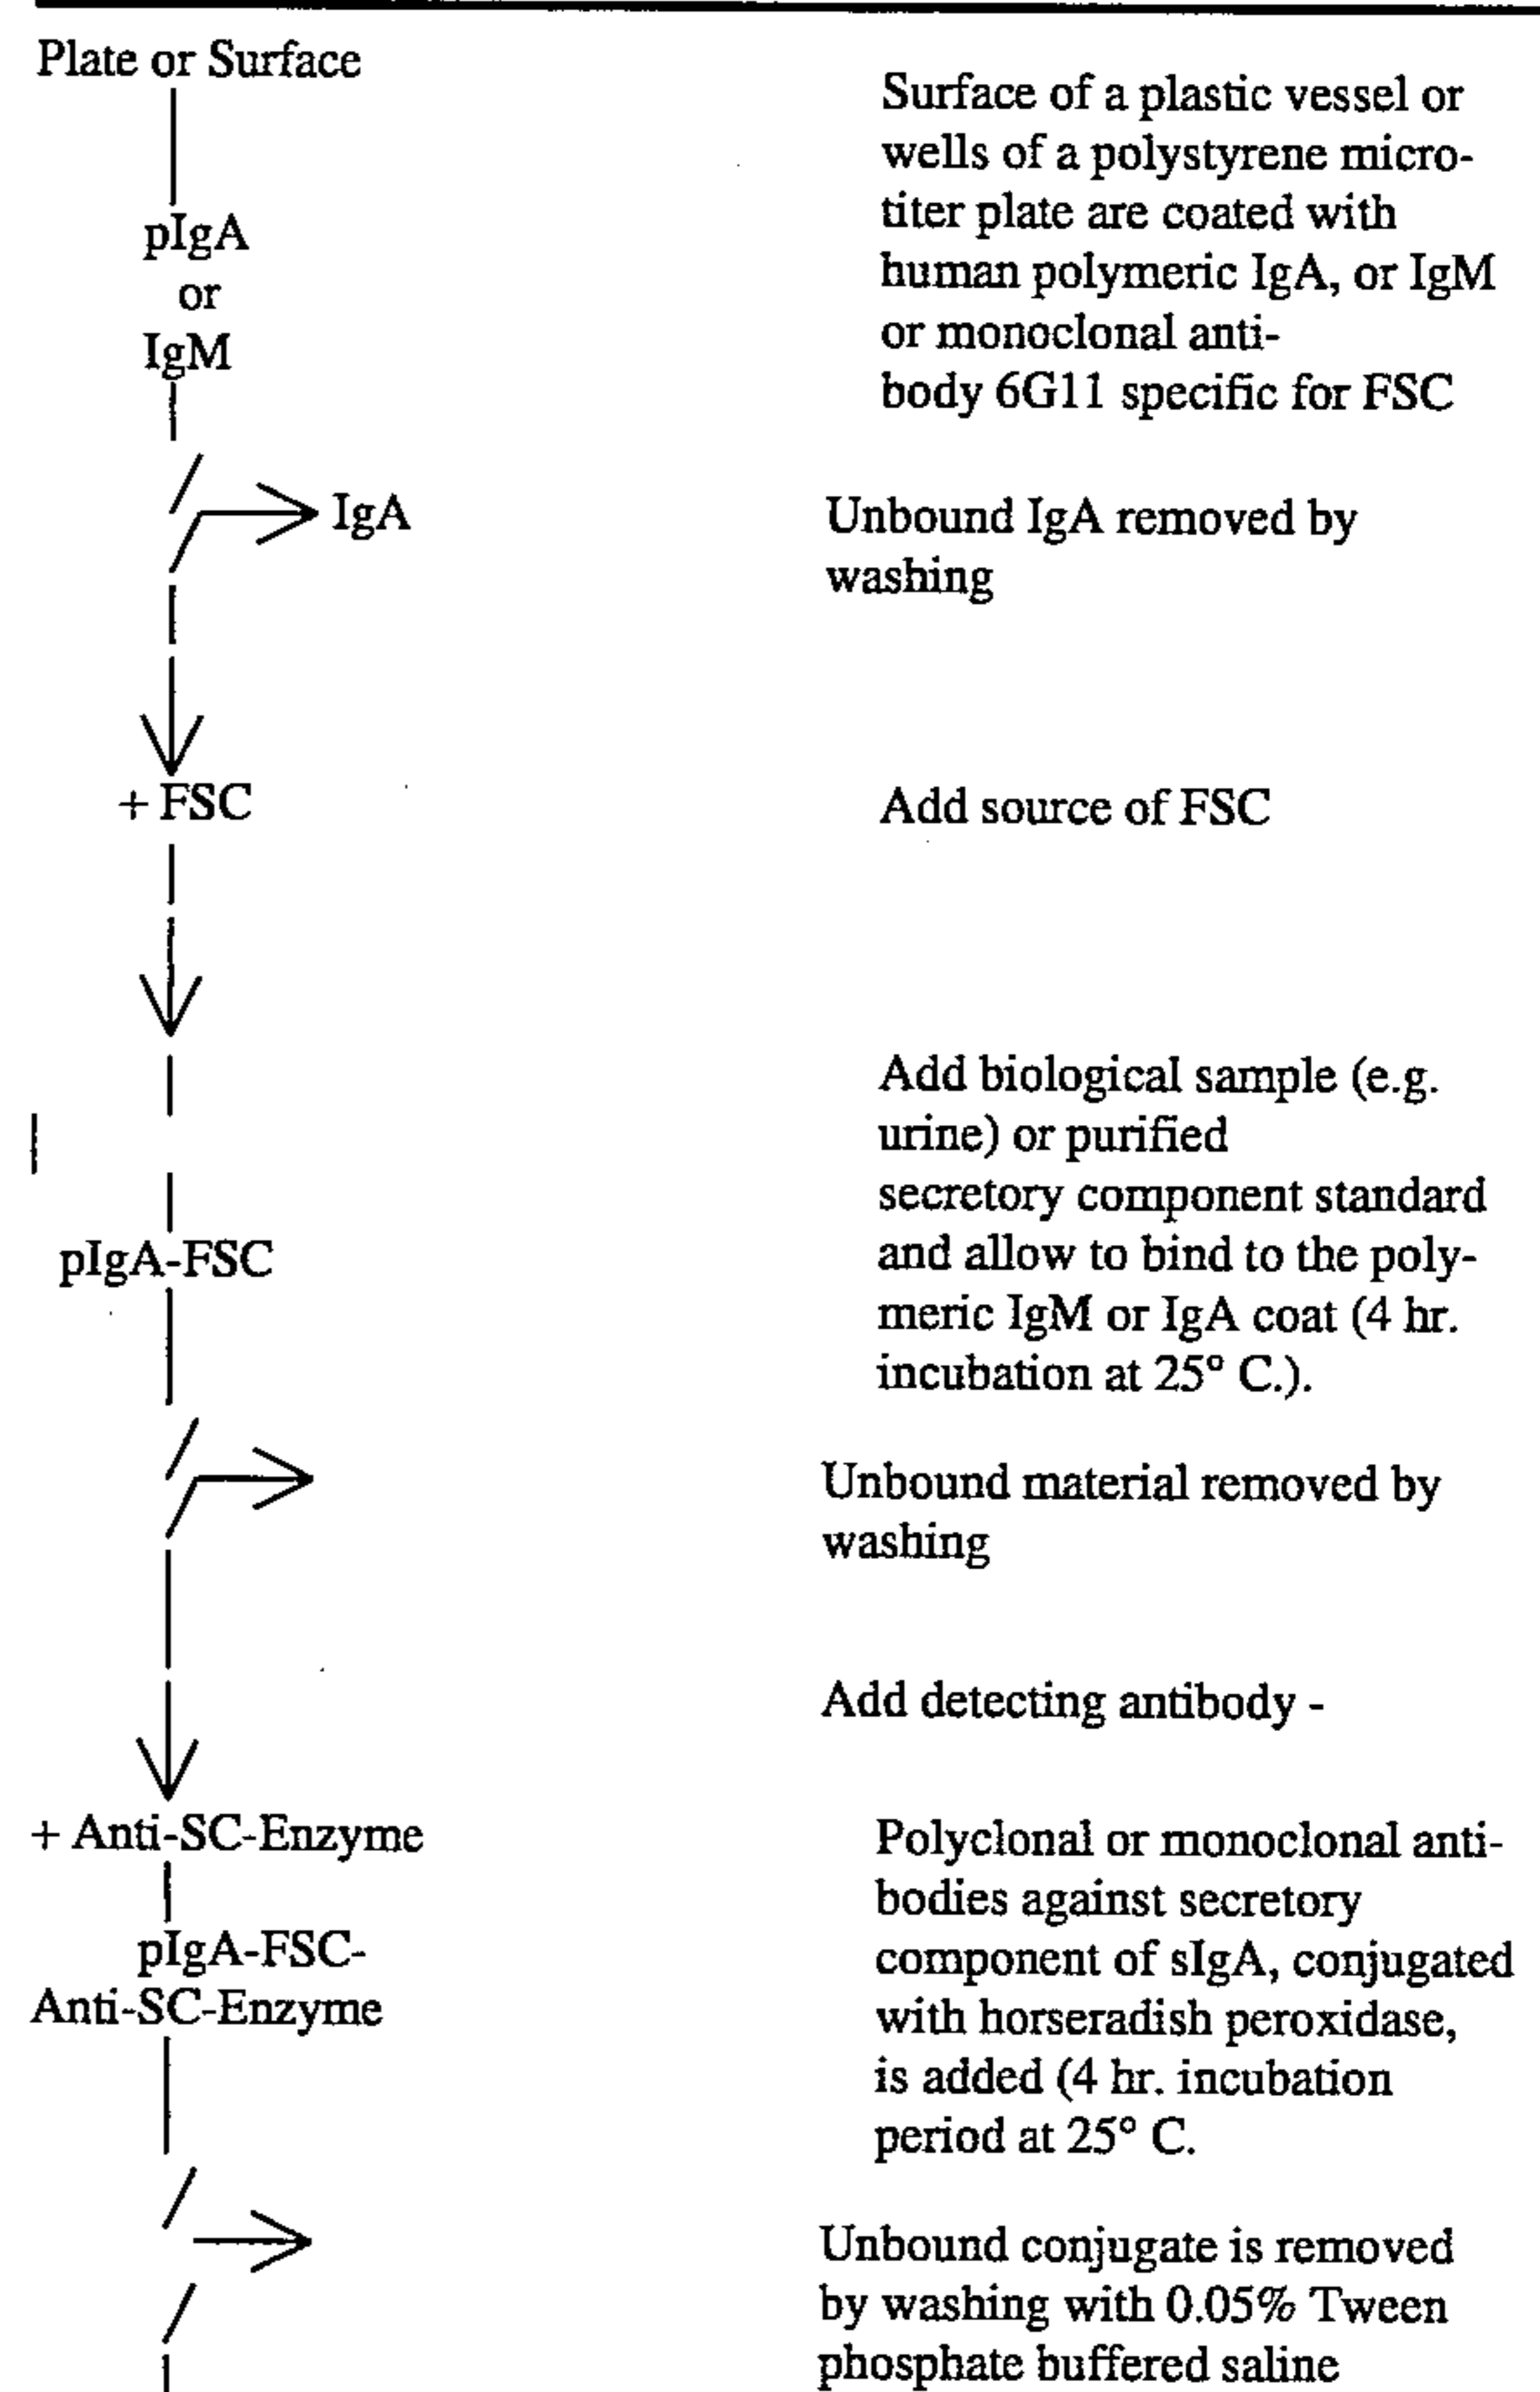 Plate or Surface
Surface of a plastic vessel or
wells of a polystyrene micro-
titer plate are coated with
human polymeric IgA, or IgM
or monoclonal anti-
body 6G11 specific for FSC
pIgA
or
IgM
IgA
Unbound IgA removed by
washing
+ FSC
Add source of FSC
Add biological sample (e.g.
urine) or purified
secretory component standard
and allow to bind to the poly-
meric IgM or IgA coat (4 hr.
incubation at 25° C.).
pIgA-FSC
Unbound material removed by
washing
Add detecting antibody -
+ Anti-SC-Enzyme
Polyclonal or monoclonal anti-
bodies against secretory
component of sIgA, conjugated
with horseradish peroxidase,
is added (4 hr. incubation
period at 25° C.
pIgA-FSC-
Anti-SC-Enzyme
Unbound conjugate is removed
by washing with 0.05% Tween
phosphate buffered saline